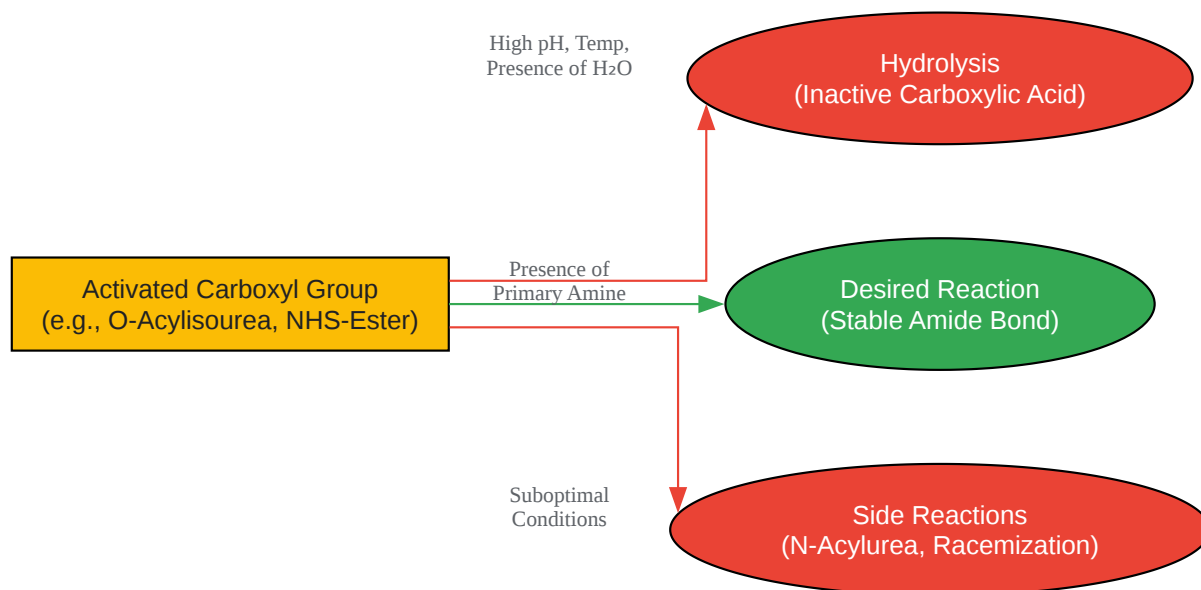 High pH, Temp,
Presence of H₂O
Hydrolysis
(Inactive Carboxylic Acid)
Activated Carboxyl Group
(e.g., O-Acylisourea, NHS-Ester)
Presence of
Primary Amine
Desired Reaction
(Stable Amide Bond)
Suboptimal
Conditions
Side Reactions
(N-Acylurea, Racemization)